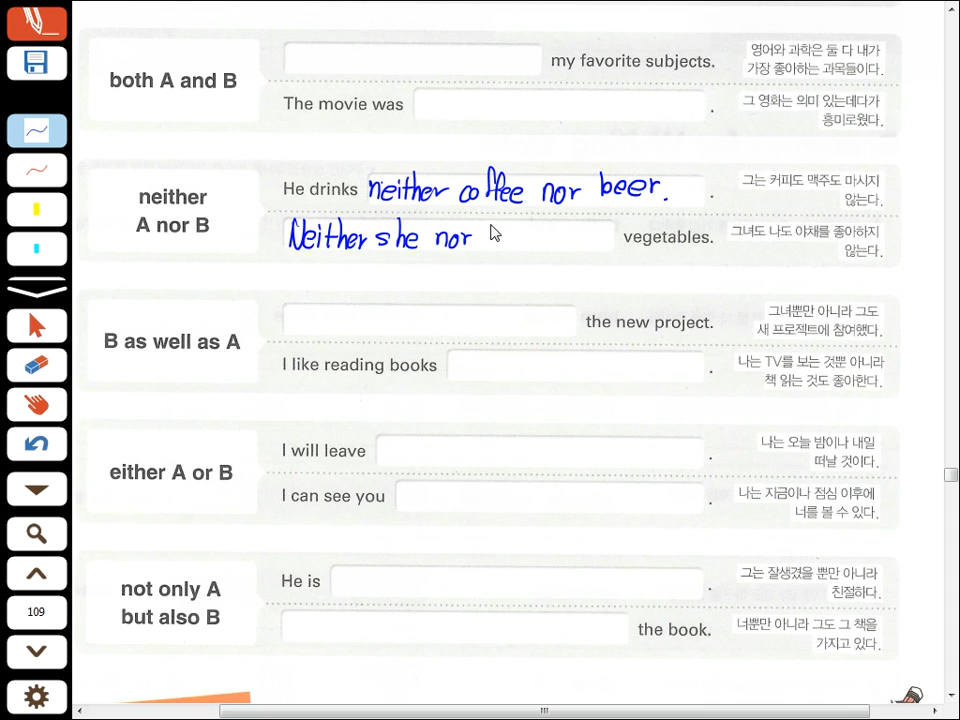 both A and B
my favorite subjects.
영어와 과학은 둘 다 내가
가장 좋아하는 과목들이다.
The movie was
.
그 영화는 의미 있는데다가
흥미로웠다.
neither
A nor B
He drinks neither coffee nor beer. .
그는 커피도 맥주도 마시지
않는다.
Neither she nor
vegetables.
그녀도 나도 야채를 좋아하지
않는다.
B as well as A
the new project.
그녀뿐만 아니라 그도
새 프로젝트에 참여했다.
I like reading books
.
나는 TV를 보는 것뿐 아니라
책 읽는 것도 좋아한다.
either A or B
I will leave
.
나는 오늘 밤이나 내일
떠날 것이다.
I can see you
.
나는 지금이나 점심 이후에
너를 볼 수 있다.
not only A
but also B
He is
.
그는 잘생겼을 뿐만 아니라
친절하다.
the book.
너뿐만 아니라 그도 그 책을
가지고 있다.
109